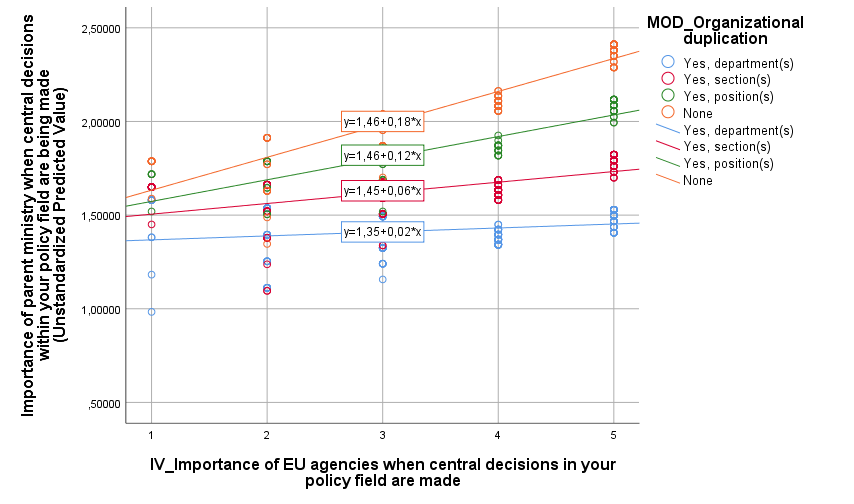 Importance of parent ministry when central decisions
within your policy field are being made
(Unstandardized Predicted Value)
2,50000
2,00000
1,50000
1,00000
,50000
y=1,46+0,18*x
y=1,46+0,12*x
y=1,45+0,06*x
y=1,35+0,02*x
1
2
3
4
5
IV_Importance of EU agencies when central decisions in your
policy field are made
MOD_Organizational
duplication
Yes, department(s)
Yes, section(s)
Yes, position(s)
None
Yes, department(s)
Yes, section(s)
Yes, position(s)
None